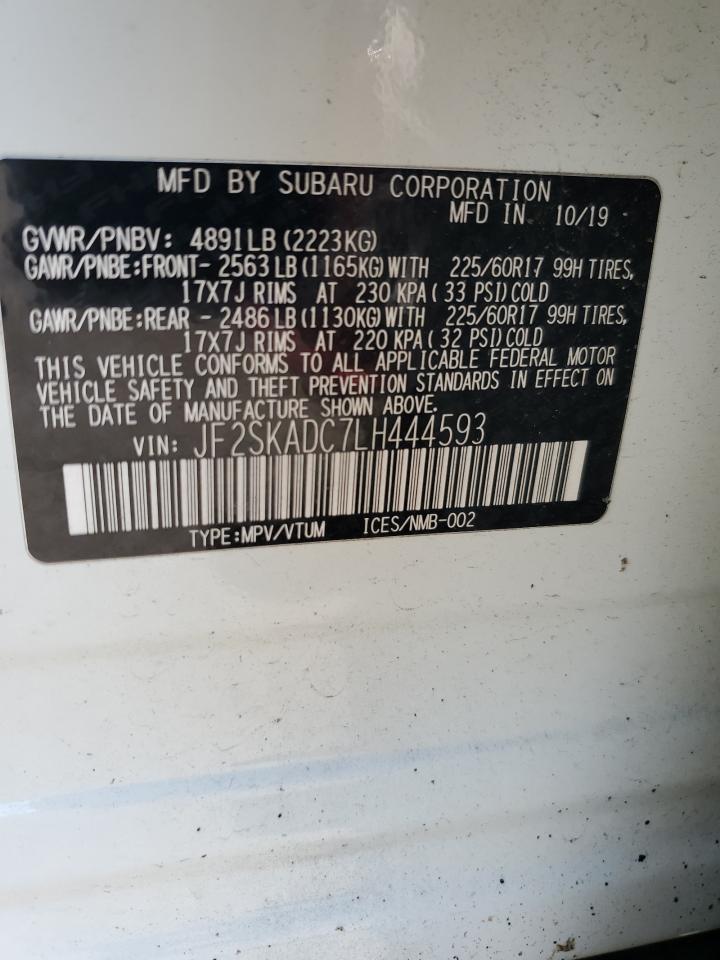 MFD BY SUBARU CORPORATION
MFD IN 10/19
GVWR/PNBV: 4891LB(2223KG)
GAWR/PNBE:FRONT- 2563LB(1165KG)WITH 225/60R17 99H TIRES,
17X7J RIMS AT 230 KPA( 33 PSI)COLD
GAWR/PNBE:REAR - 2486LB(1130KG)WITH 225/60R17 99H TIRES,
17X7J RIMS AT 220 KPA( 32 PSI)COLD
THIS VEHICLE CONFORMS TO ALL APPLICABLE FEDERAL MOTOR
VEHICLE SAFETY AND THEFT PREVENTION STANDARDS IN EFFECT ON
THE DATE OF MANUFACTURE SHOWN ABOVE.
VIN: JF2SKADC7LH444593
TYPE:MPV/VTUM ICES/NMB-002